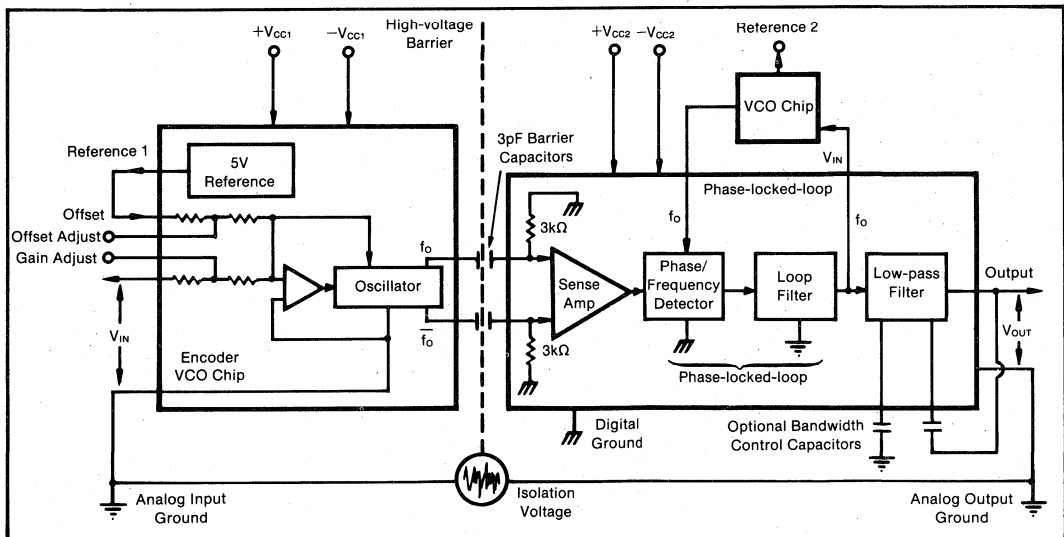 High-voltage
Barrier
+VCC1
−VCC1
+VCC2
−VCC2
Reference 2
VCO Chip
3pF Barrier
Capacitors
Reference 1
5V
Reference
VIN
Phase-locked-loop
Offset
Offset Adjust
Gain Adjust
fO
3kΩ
fO
fO
Oscillator
Sense
Amp
Phase/
Frequency
Detector
Loop
Filter
Low-pass
Filter
Output
VIN
f̅O̅
3kΩ
VOUT
Encoder
VCO Chip
Phase-locked-loop
Digital
Ground
Optional Bandwidth
Control Capacitors
Analog Input
Ground
Isolation
Voltage
Analog Output
Ground